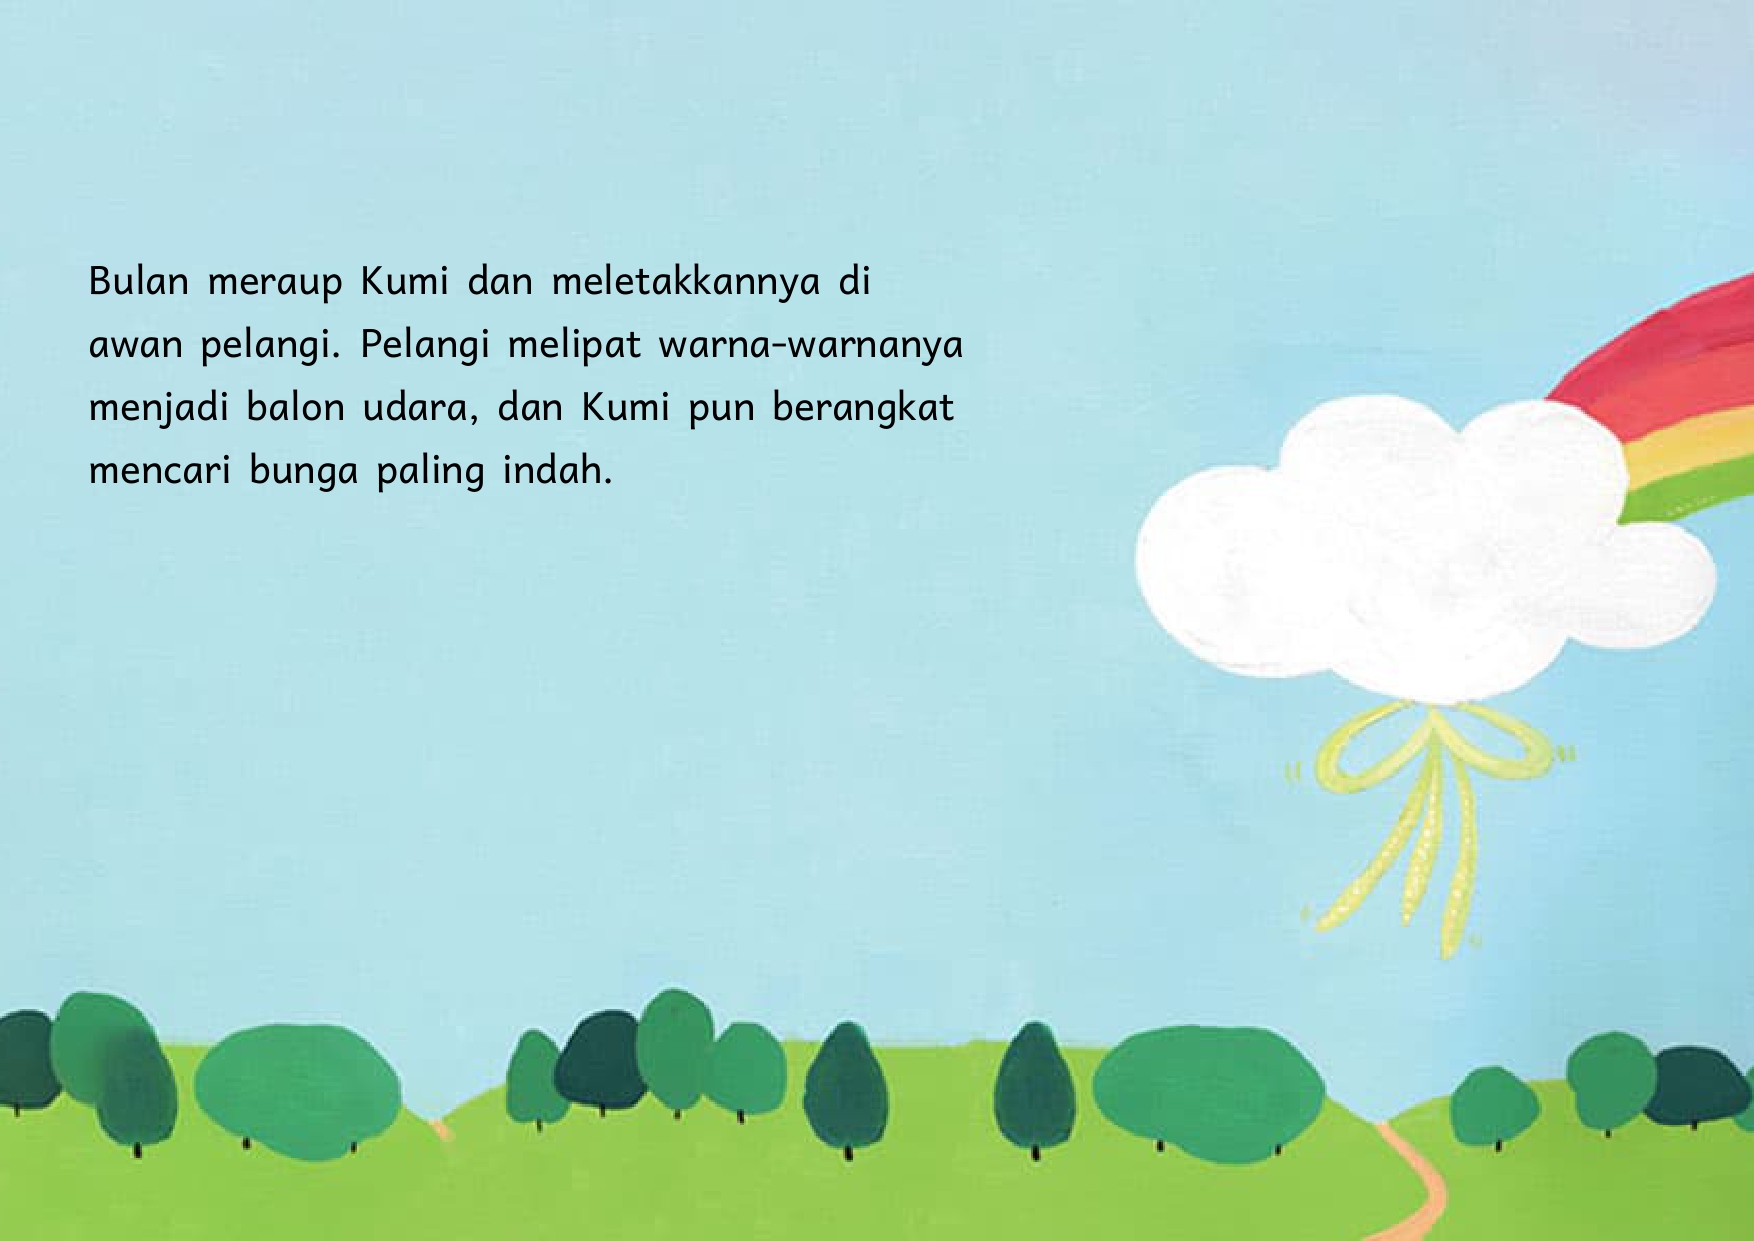 Bulan meraup Kumi dan meletakkannya di
awan pelangi. Pelangi melipat warna-warnanya
menjadi balon udara, dan Kumi pun berangkat
mencari bunga paling indah.